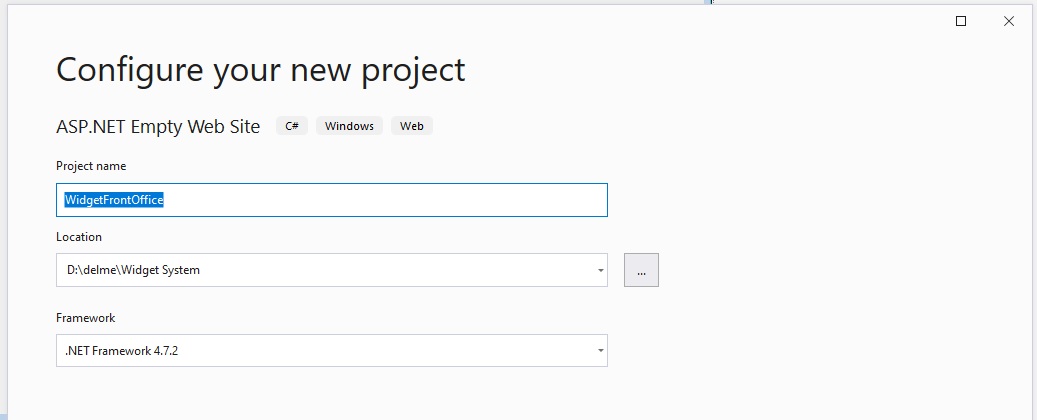 Configure your new project
ASP.NET Empty Web Site C# Windows Web
Project name
WidgetFrontOffice
Location
D:\delme\Widget System
...
Framework
.NET Framework 4.7.2